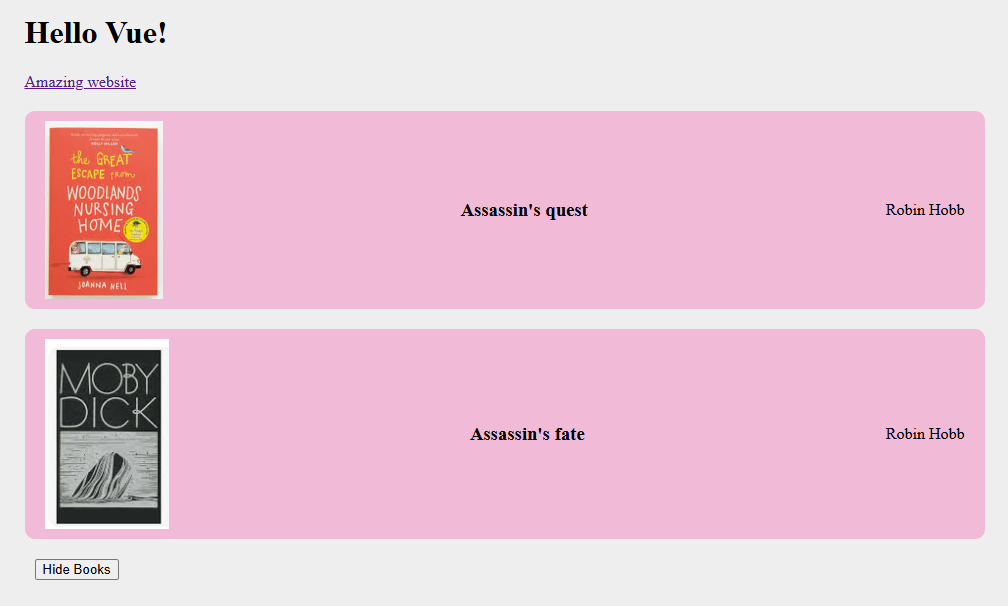 Hello Vue!
Amazing website
the GREAT
ESCAPE from
WOODLANDS
NURSING
HOME
JOANNA NELL
Assassin's quest
Robin Hobb
MOBY
DICK
Assassin's fate
Robin Hobb
Hide Books